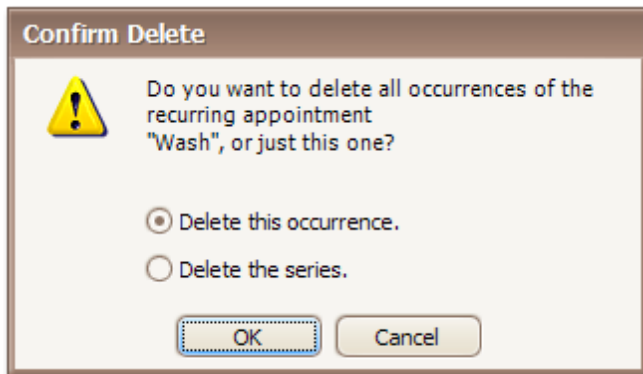 Confirm Delete
Do you want to delete all occurrences of the
recurring appointment
"Wash", or just this one?
Delete this occurrence.
Delete the series.
OK
Cancel